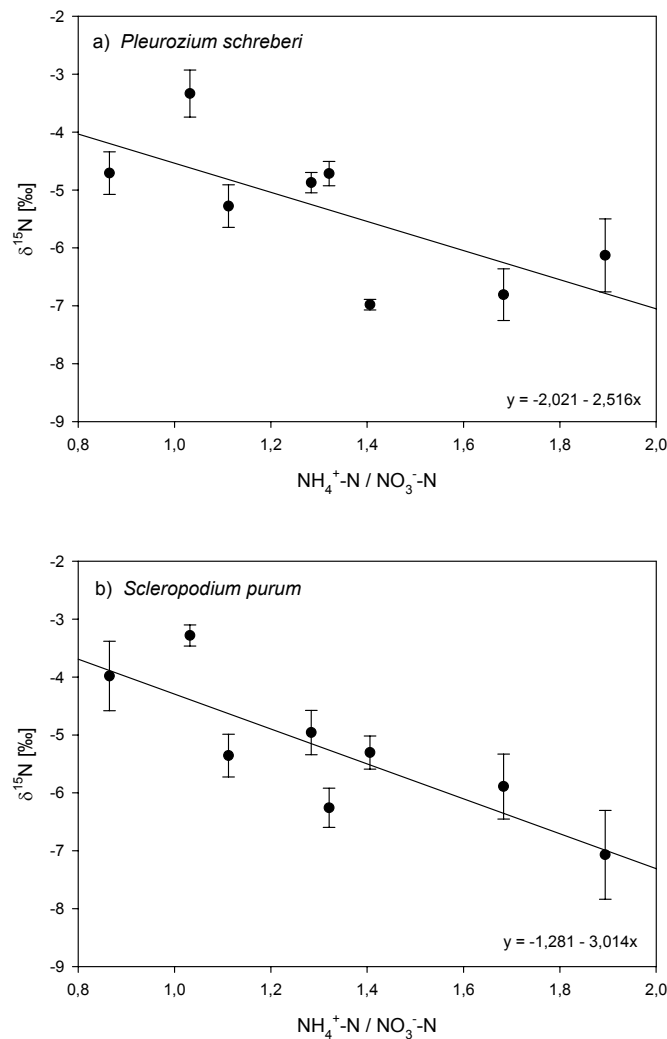 -2
a) Pleurozium schreberi
-3
-4
-5
δ¹⁵N [‰]
-6
-7
-8
y = -2,021 - 2,516x
-9
0,8 1,0 1,2 1,4 1,6 1,8 2,0
NH₄⁺-N / NO₃⁻-N
-2
b) Scleropodium purum
-3
-4
-5
δ¹⁵N [‰]
-6
-7
-8
y = -1,281 - 3,014x
-9
0,8 1,0 1,2 1,4 1,6 1,8 2,0
NH₄⁺-N / NO₃⁻-N